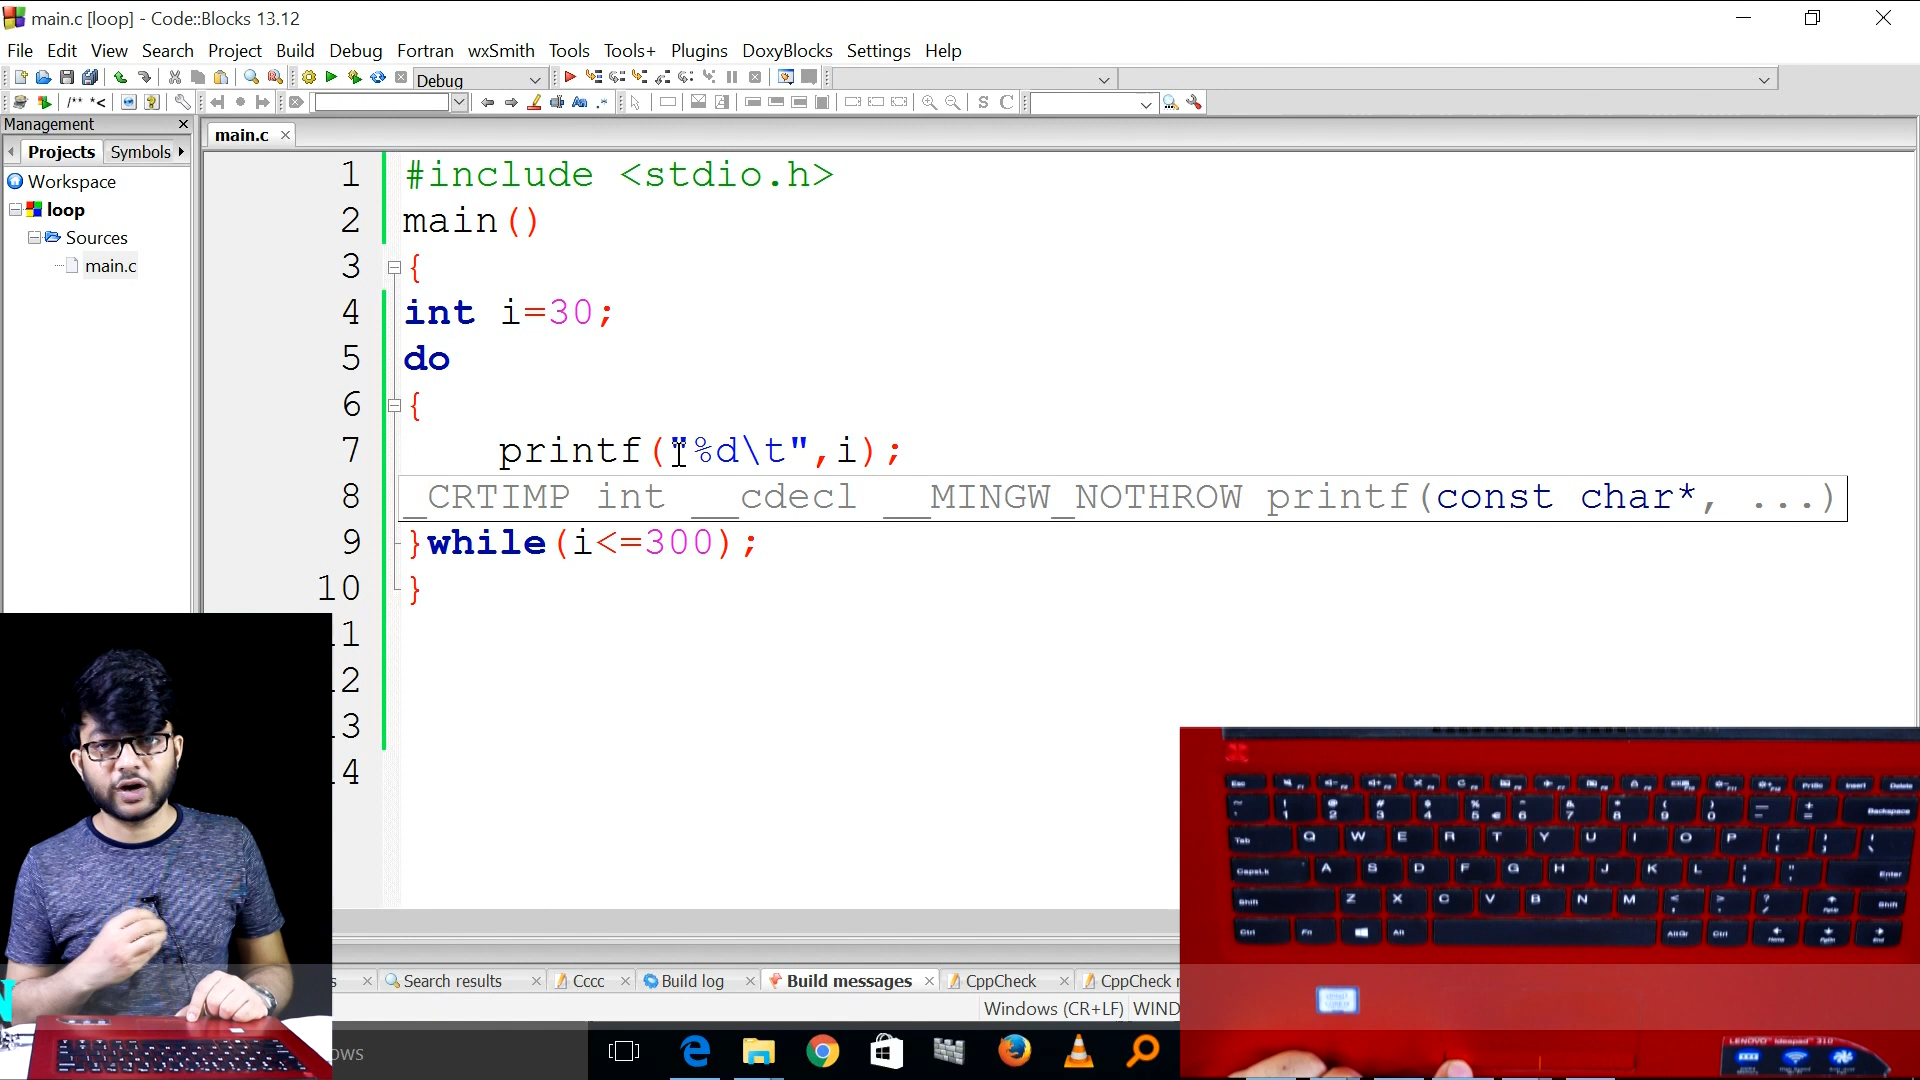 main.c [loop] - Code::Blocks 13.12
File Edit View Search Project Build Debug Fortran wxSmith Tools Tools+ Plugins DoxyBlocks Settings Help
Debug
/** *<
S C
Management
Projects Symbols
main.c
Workspace
loop
Sources
main.c
1 #include <stdio.h>
2 main()
3 {
4 int i=30;
5 do
6 {
7 printf("%d\t",i);
8 _CRTIMP int __cdecl __MINGW_NOTHROW printf(const char*, ...)
9 }while(i<=300);
10 }
Search results Cccc Build log Build messages CppCheck CppCheck
Windows (CR+LF) WIND
Q W E R T Y U I O P
A S D F G H J K L
Z X C V B N M
LENOVO ideapad 310